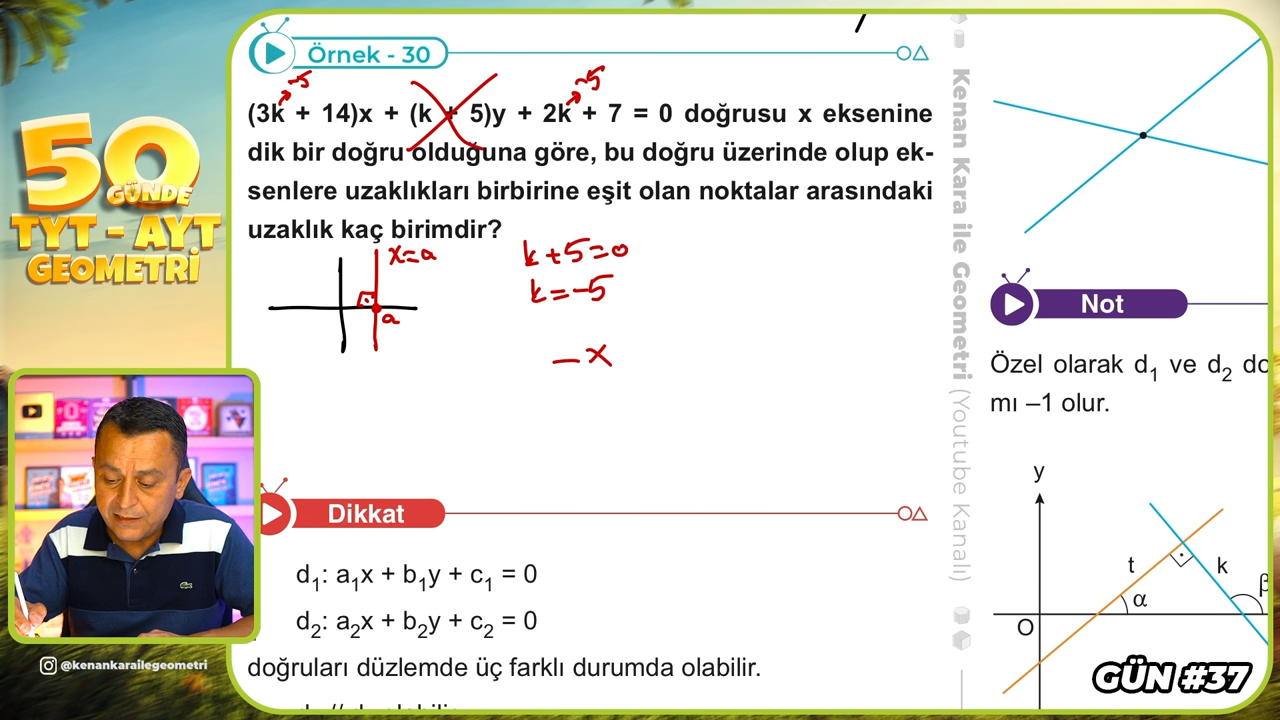 50
GÜNDE
TYT - AYT
GEOMETRİ
Örnek - 30
→-5
→-5
(3k + 14)x + (k + 5)y + 2k + 7 = 0 doğrusu x eksenine
dik bir doğru olduğuna göre, bu doğru üzerinde olup ek-
senlere uzaklıkları birbirine eşit olan noktalar arasındaki
uzaklık kaç birimdir?
x=a
a
k+5=0
k=-5
-x
Dikkat
d₁: a₁x + b₁y + c₁ = 0
d₂: a₂x + b₂y + c₂ = 0
doğruları düzlemde üç farklı durumda olabilir.
Kenan Kara ile Geometri (Youtube Kanalı)
Not
Özel olarak d₁ ve d₂ do
mı –1 olur.
y
t
k
α
β
O
@kenankarailegeometri
GÜN #37